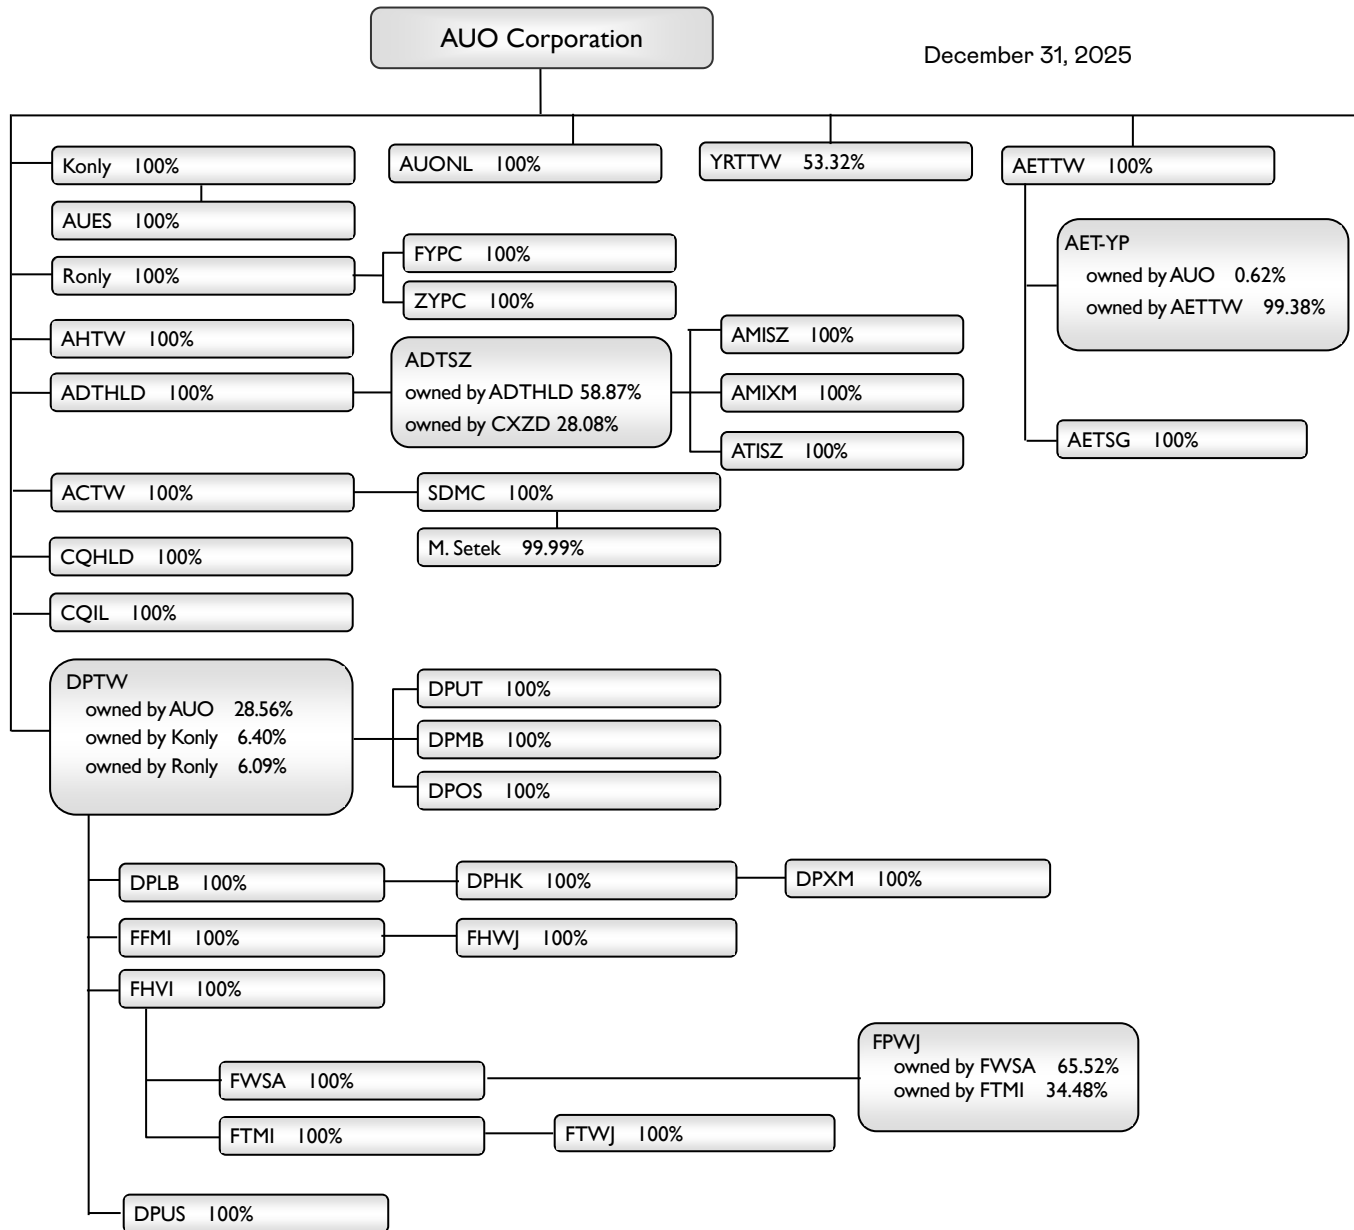 AUO Corporation
December 31, 2025
Konly 100%
AUONL 100%
YRTTW 53.32%
AETTW 100%
AUES 100%
AET-YP
owned by AUO 0.62%
owned by AETTW 99.38%
Ronly 100%
FYPC 100%
ZYPC 100%
AHTW 100%
ADTHLD 100%
ADTSZ
owned by ADTHLD 58.87%
owned by CXZD 28.08%
AMISZ 100%
AMIXM 100%
ATISZ 100%
AETSG 100%
ACTW 100%
SDMC 100%
M. Setek 99.99%
CQHLD 100%
CQIL 100%
DPTW
owned by AUO 28.56%
owned by Konly 6.40%
owned by Ronly 6.09%
DPUT 100%
DPMB 100%
DPOS 100%
DPLB 100%
DPHK 100%
DPXM 100%
FFMI 100%
FHWJ 100%
FHVI 100%
FWSA 100%
FPWJ
owned by FWSA 65.52%
owned by FTMI 34.48%
FTMI 100%
FTWJ 100%
DPUS 100%